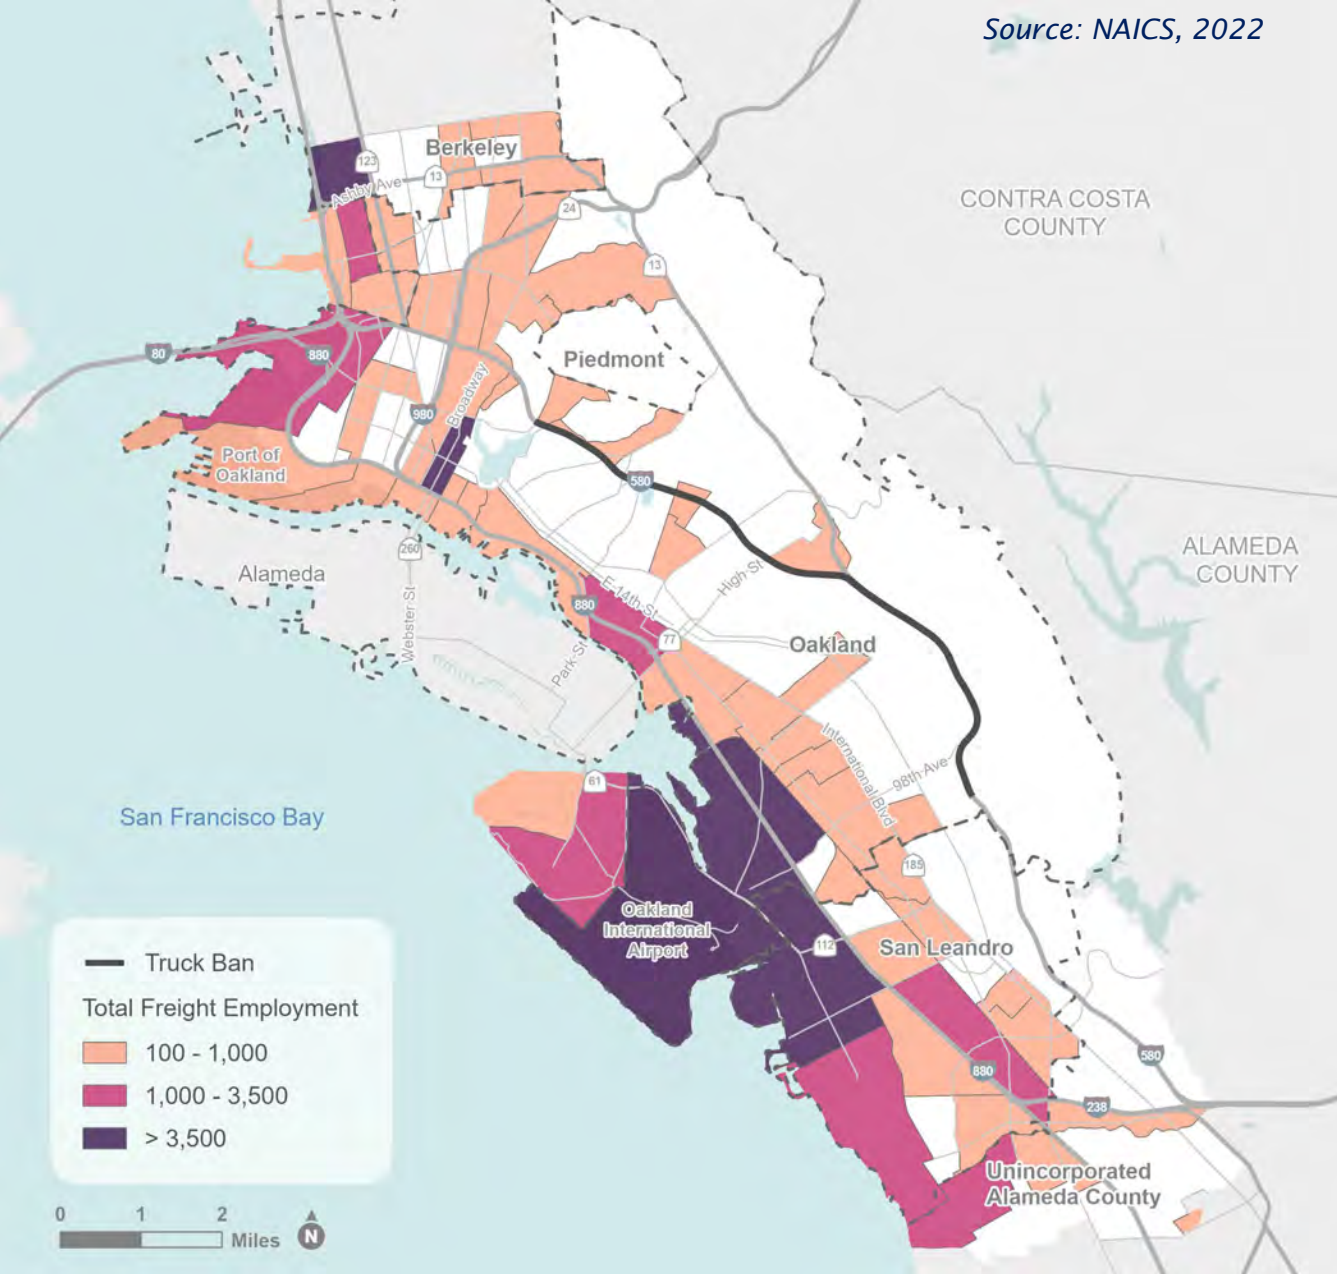 Source: NAICS, 2022
Berkeley
123
13
Ashby Ave
24
CONTRA COSTA
COUNTY
13
80
880
Piedmont
980
Broadway
Port of
Oakland
580
260
ALAMEDA
COUNTY
Alameda
High St
E 14th St
880
Webster St
77
Oakland
Park St
International Blvd
98th Ave
61
San Francisco Bay
185
Oakland
International
Airport
112
San Leandro
Truck Ban
Total Freight Employment
100 - 1,000
1,000 - 3,500
> 3,500
580
880
238
Unincorporated
Alameda County
0 1 2
Miles
N